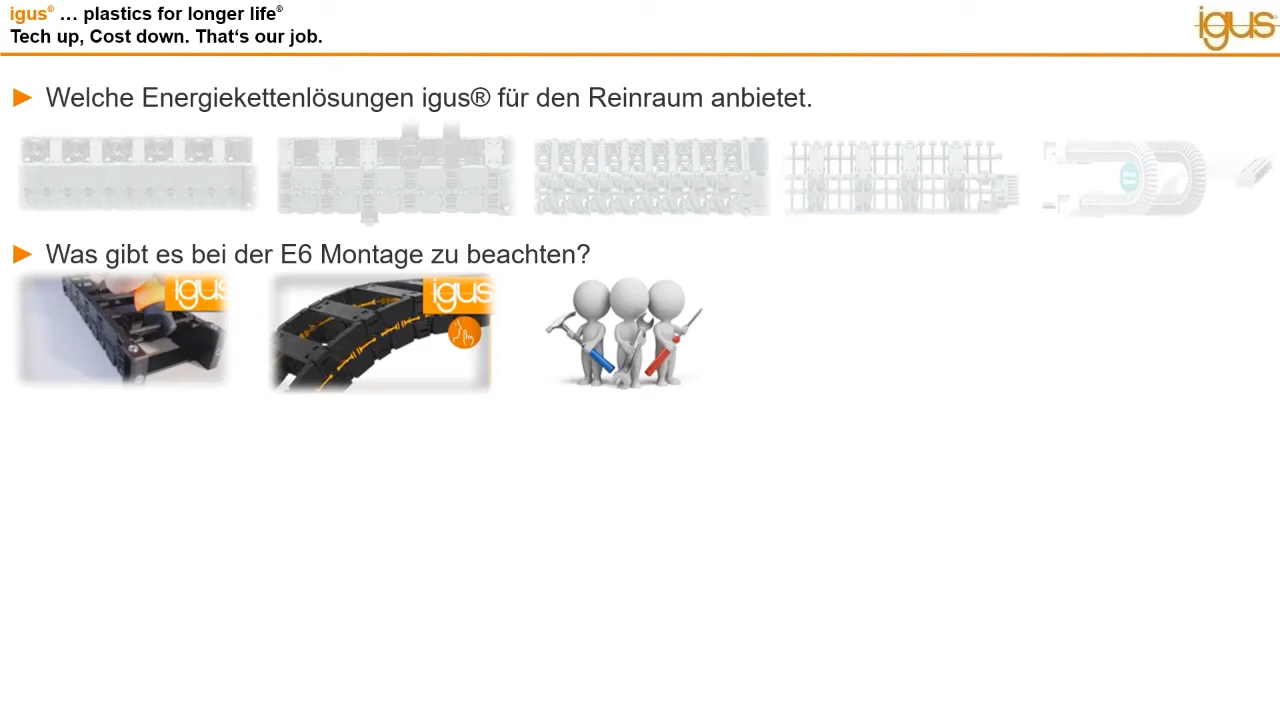 igus® … plastics for longer life®
Tech up, Cost down. That‘s our job.
igus
► Welche Energiekettenlösungen igus® für den Reinraum anbietet.
► Was gibt es bei der E6 Montage zu beachten?
igus
igus